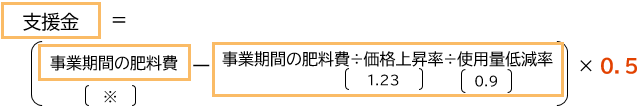 支援金 =
(事業期間の肥料費 − 事業期間の肥料費÷価格上昇率÷使用量低減率) × 0.5
(※) (1.23) (0.9)